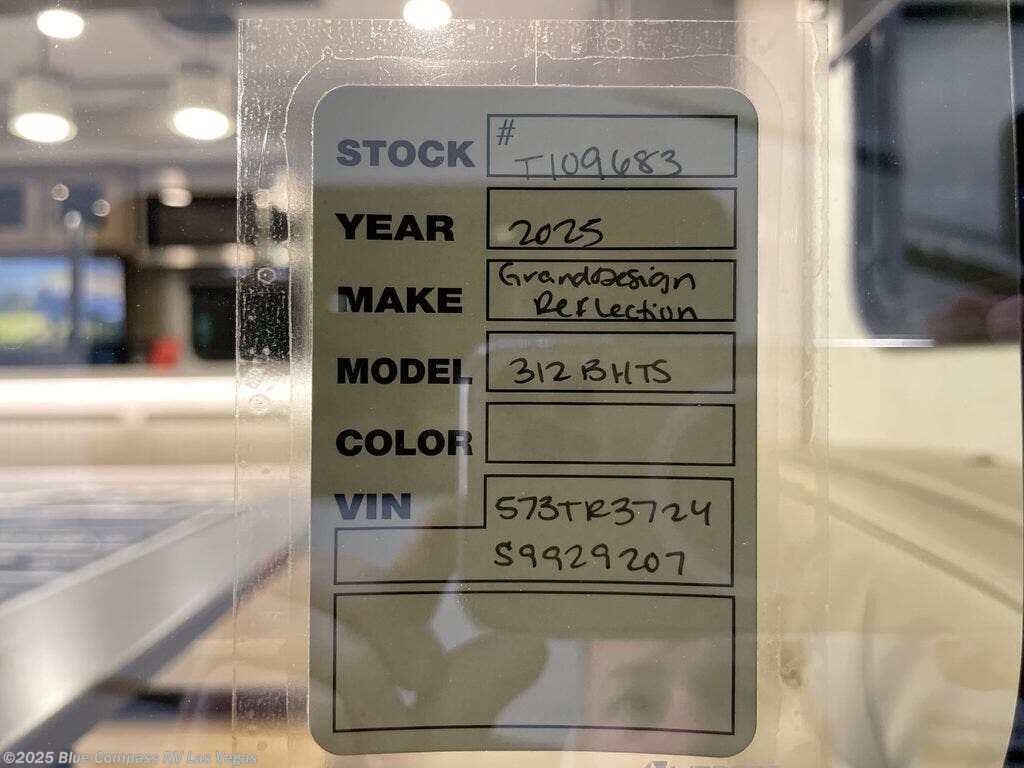 STOCK # T109683
YEAR 2025
MAKE GrandDesign
Reflection
MODEL 312BHTS
COLOR
VIN 573TR3724
S9929207
©2025 Blue Compass RV Las Vegas